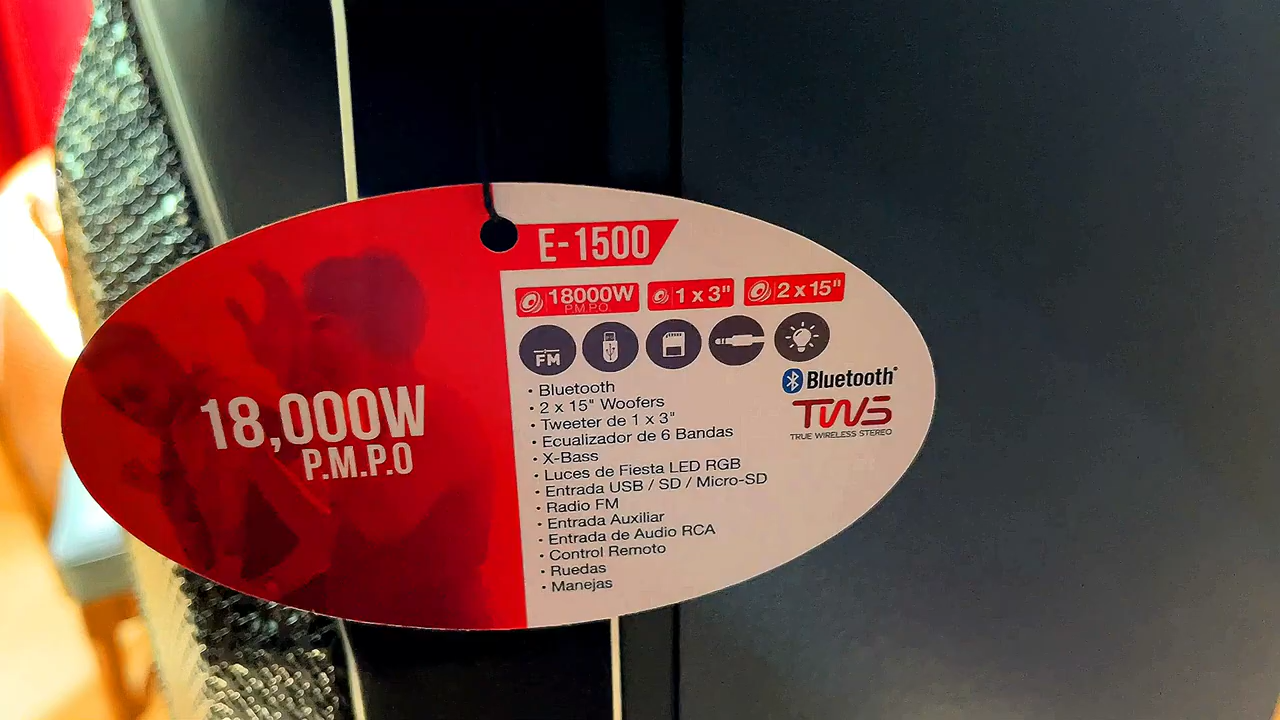 18,000W
P.M.P.O
E-1500
18000W
P.M.P.O.
1 x 3"
2 x 15"
FM
• Bluetooth
• 2 x 15" Woofers
• Tweeter de 1 x 3"
• Ecualizador de 6 Bandas
• X-Bass
• Luces de Fiesta LED RGB
• Entrada USB / SD / Micro-SD
• Radio FM
• Entrada Auxiliar
• Entrada de Audio RCA
• Control Remoto
• Ruedas
• Manejas
Bluetooth®
TWS
TRUE WIRELESS STEREO